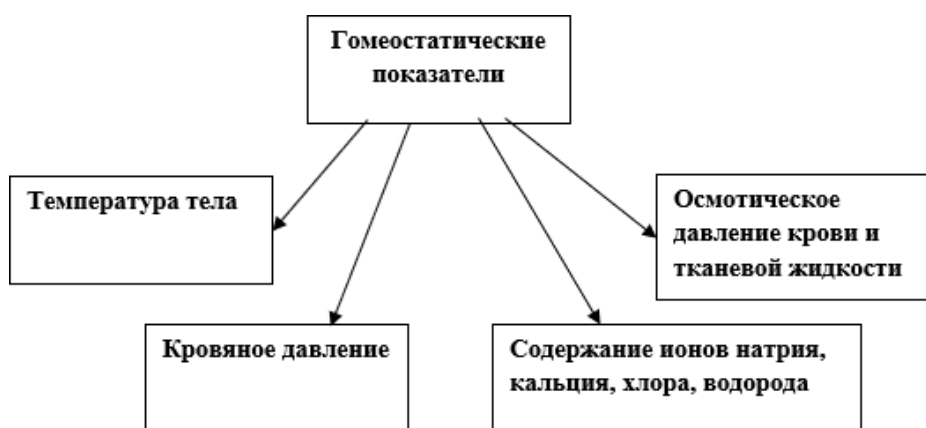 Гомеостатические
показатели
Температура тела
Осмотическое
давление крови и
тканевой жидкости
Кровяное давление
Содержание ионов натрия,
кальция, хлора, водорода